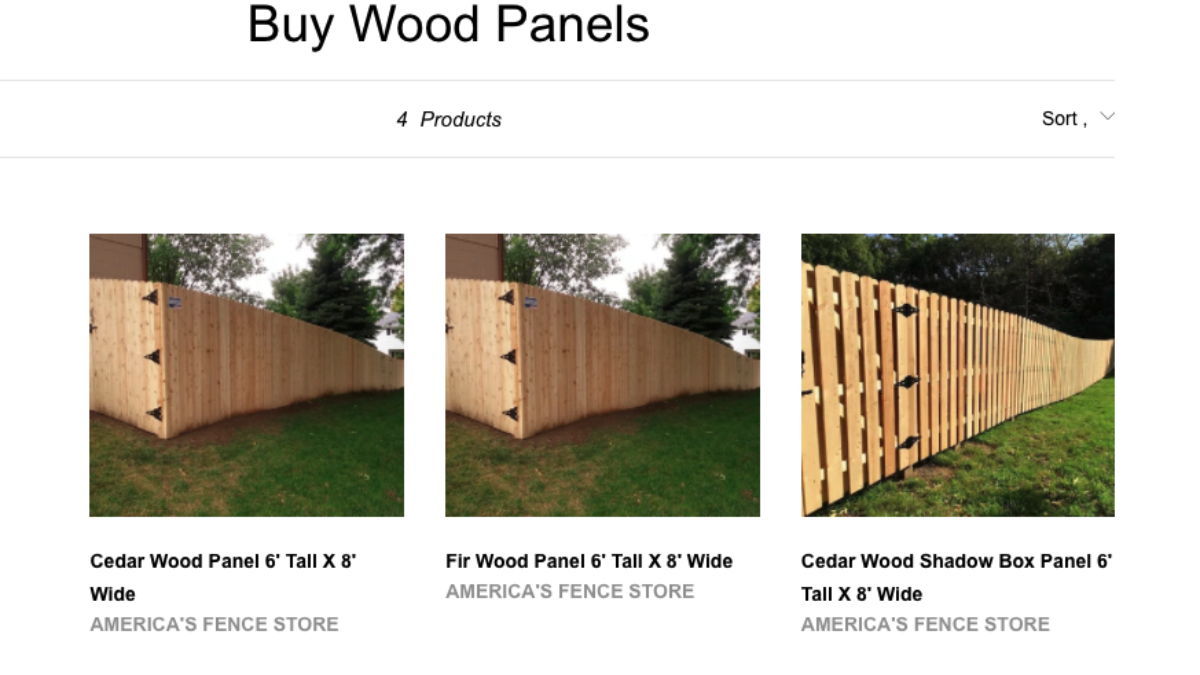 Buy Wood Panels
4 Products
Sort ,
Cedar Wood Panel 6' Tall X 8'
Wide
AMERICA'S FENCE STORE
Fir Wood Panel 6' Tall X 8' Wide
AMERICA'S FENCE STORE
Cedar Wood Shadow Box Panel 6'
Tall X 8' Wide
AMERICA'S FENCE STORE